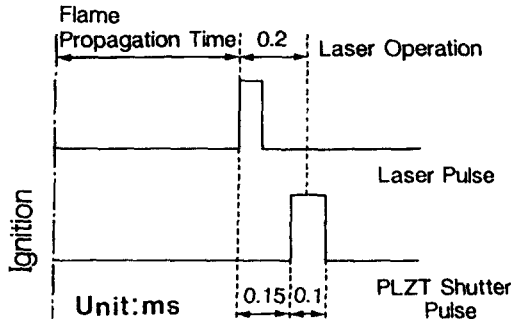 Flame
Propagation Time
0.2
Laser Operation
Laser Pulse
Ignition
0.15
0.1
PLZT Shutter
Pulse
Unit:ms